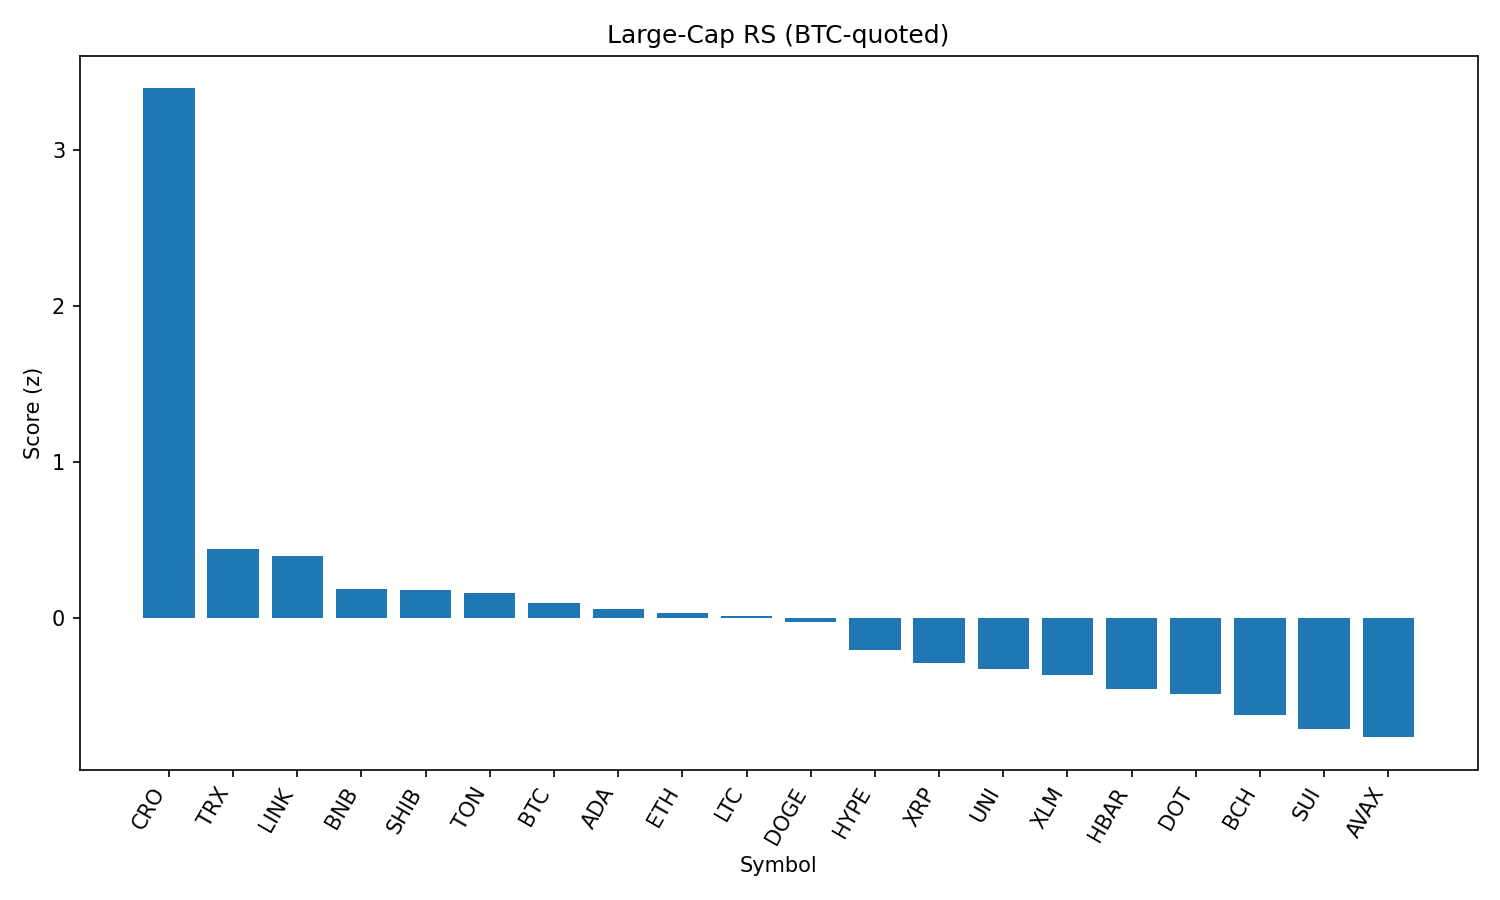 Large-Cap RS (BTC-quoted)
Score (z)
3
2
1
0
CRO
TRX
LINK
BNB
SHIB
TON
BTC
ADA
ETH
LTC
DOGE
HYPE
XRP
UNI
XLM
HBAR
DOT
BCH
SUI
AVAX
Symbol